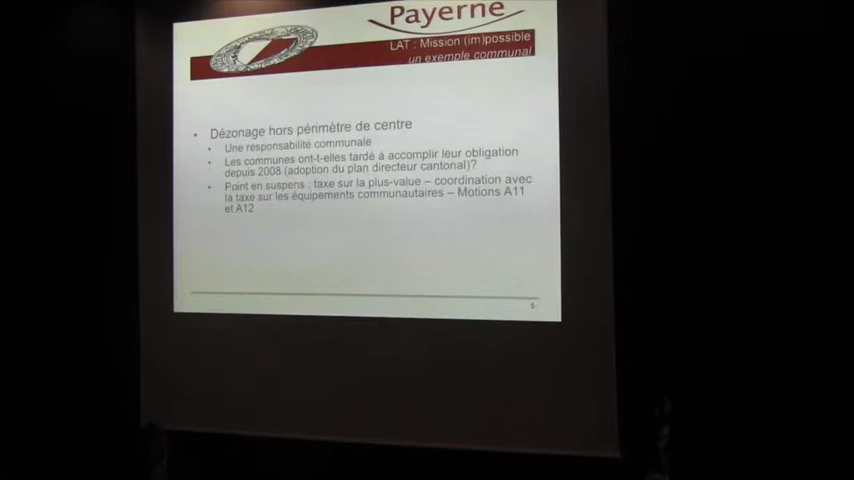 Payerne
LAT : Mission (im)possible
un exemple communal
• Dézonage hors périmètre de centre
• Une responsabilité communale
• Les communes ont-t-elles tardé à accomplir leur obligation
depuis 2008 (adoption du plan directeur cantonal)?
• Point en suspens : taxe sur la plus-value – coordination avec
la taxe sur les équipements communautaires – Motions A11
et A12
5